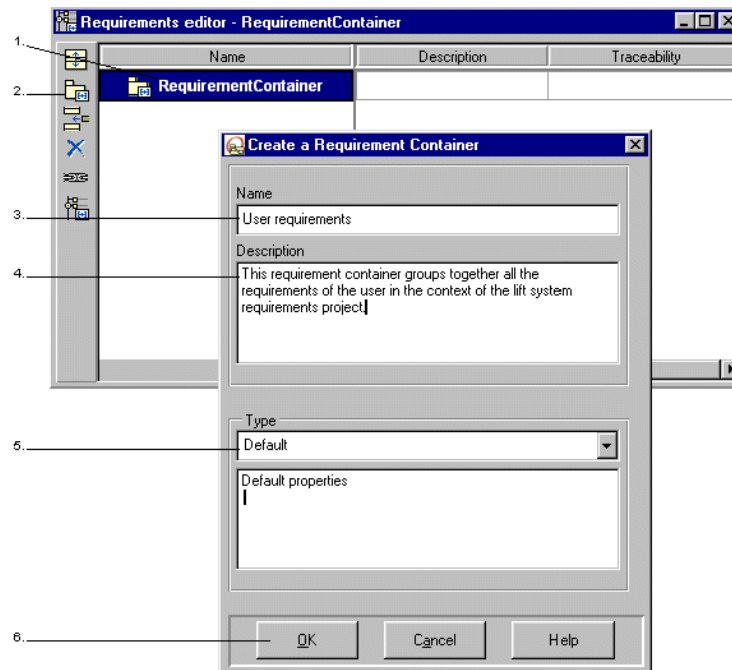 Requirements editor - RequirementContainer
1.
Name Description Traceability
RequirementContainer
2.
Create a Requirement Container
Name
3.
User requirements
Description
4.
This requirement container groups together all the
requirements of the user in the context of the lift system
requirements project.
Type
5.
Default
Default properties
6.
OK Cancel Help